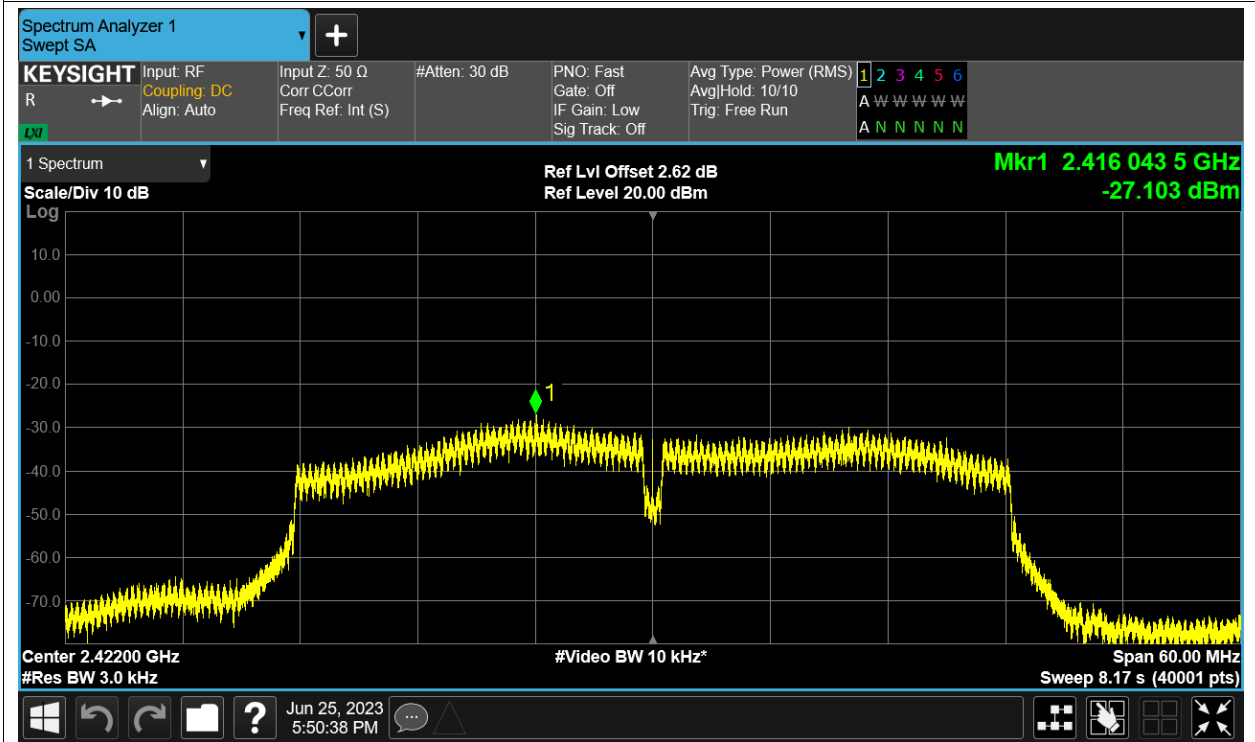 Spectrum Analyzer 1
Swept SA
+
KEYSIGHT
R
LXI
Input: RF
Coupling: DC
Align: Auto
Input Z: 50 Ω
Corr CCorr
Freq Ref: Int (S)
#Atten: 30 dB
PNO: Fast
Gate: Off
IF Gain: Low
Sig Track: Off
Avg Type: Power (RMS)
Avg|Hold: 10/10
Trig: Free Run
1 2 3 4 5 6
A W W W W W
A N N N N N
1 Spectrum
Scale/Div 10 dB
Log
Ref Lvl Offset 2.62 dB
Ref Level 20.00 dBm
Mkr1 2.416 043 5 GHz
-27.103 dBm
10.0
0.00
-10.0
-20.0
-30.0
-40.0
-50.0
-60.0
-70.0
1
Center 2.42200 GHz
#Res BW 3.0 kHz
#Video BW 10 kHz*
Span 60.00 MHz
Sweep 8.17 s (40001 pts)
?
Jun 25, 2023
5:50:38 PM